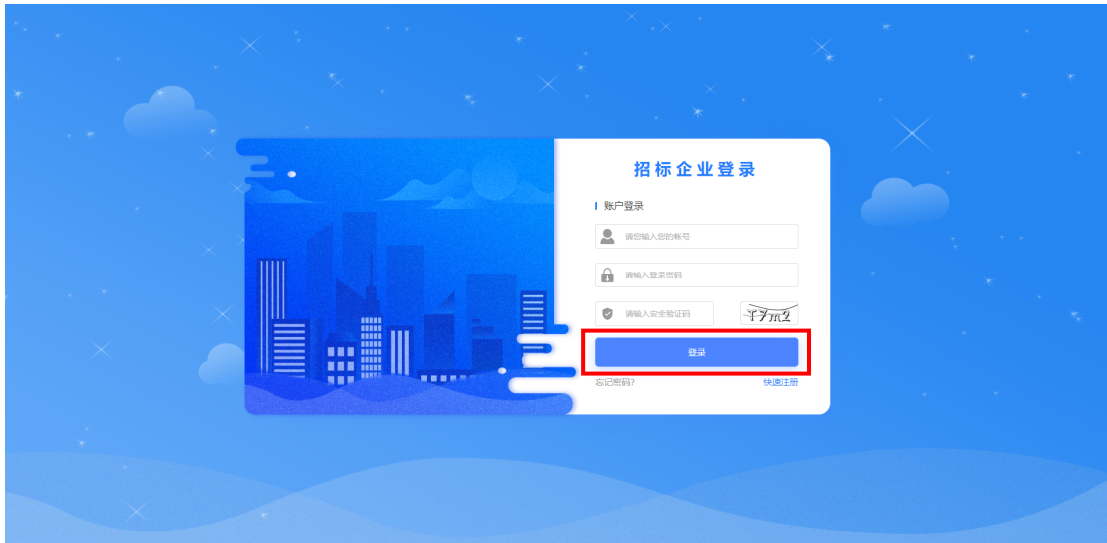 招标企业登录
账户登录
请您输入您的帐号
请输入登录密码
请输入安全验证码
登录
忘记密码?
快速注册